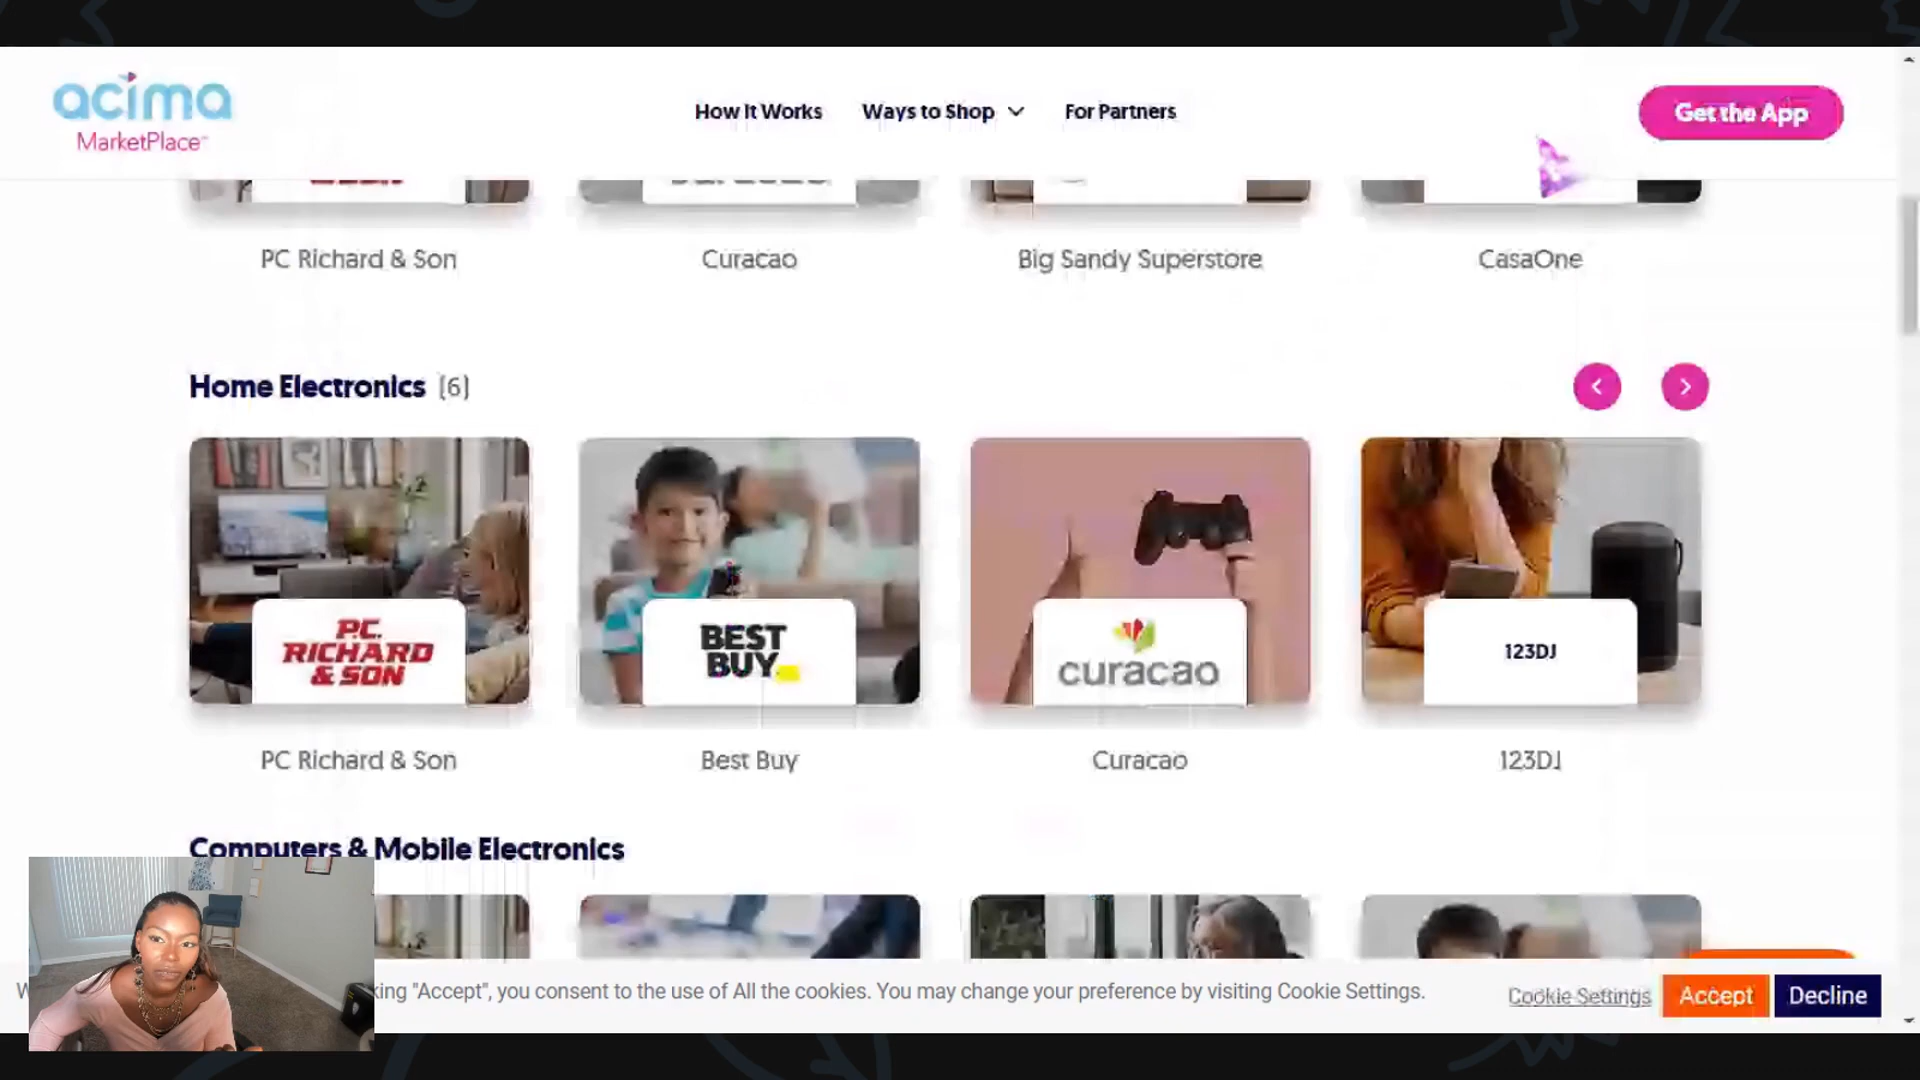 acima
MarketPlace
How It Works
Ways to Shop
For Partners
Get the App
PC Richard & Son
Curacao
Big Sandy Superstore
CasaOne
Home Electronics (6)
P.C.
RICHARD
& SON
BEST
BUY
curacao
123DJ
PC Richard & Son
Best Buy
Curacao
123DJ
Computers & Mobile Electronics
"Accept", you consent to the use of All the cookies. You may change your preference by visiting Cookie Settings.
Cookie Settings
Accept
Decline